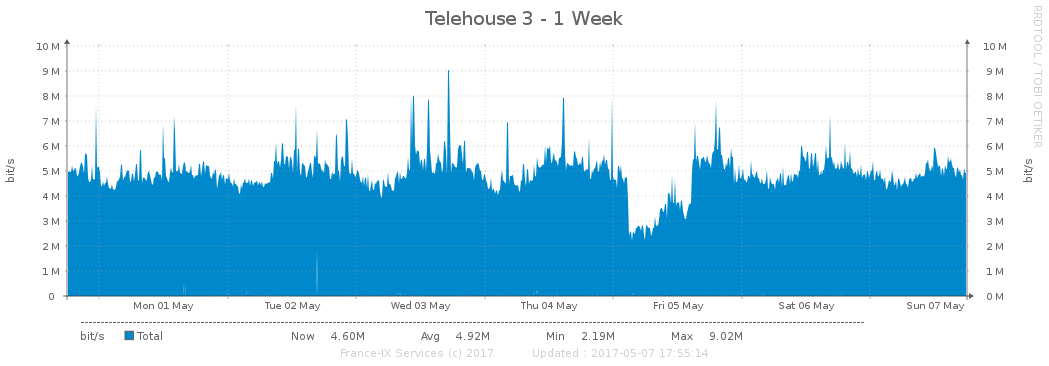 Telehouse 3 - 1 Week
RRDTOOL / TOBI OETIKER
bit/s
10 M
9 M
8 M
7 M
6 M
5 M
4 M
3 M
2 M
1 M
0
10 M
9 M
8 M
7 M
6 M
5 M
4 M
3 M
2 M
1 M
0 M
bit/s
Mon 01 May Tue 02 May Wed 03 May Thu 04 May Fri 05 May Sat 06 May Sun 07 May
bit/s Total Now 4.60M Avg 4.92M Min 2.19M Max 9.02M
France-IX Services (c) 2017 Updated : 2017-05-07 17:55:14